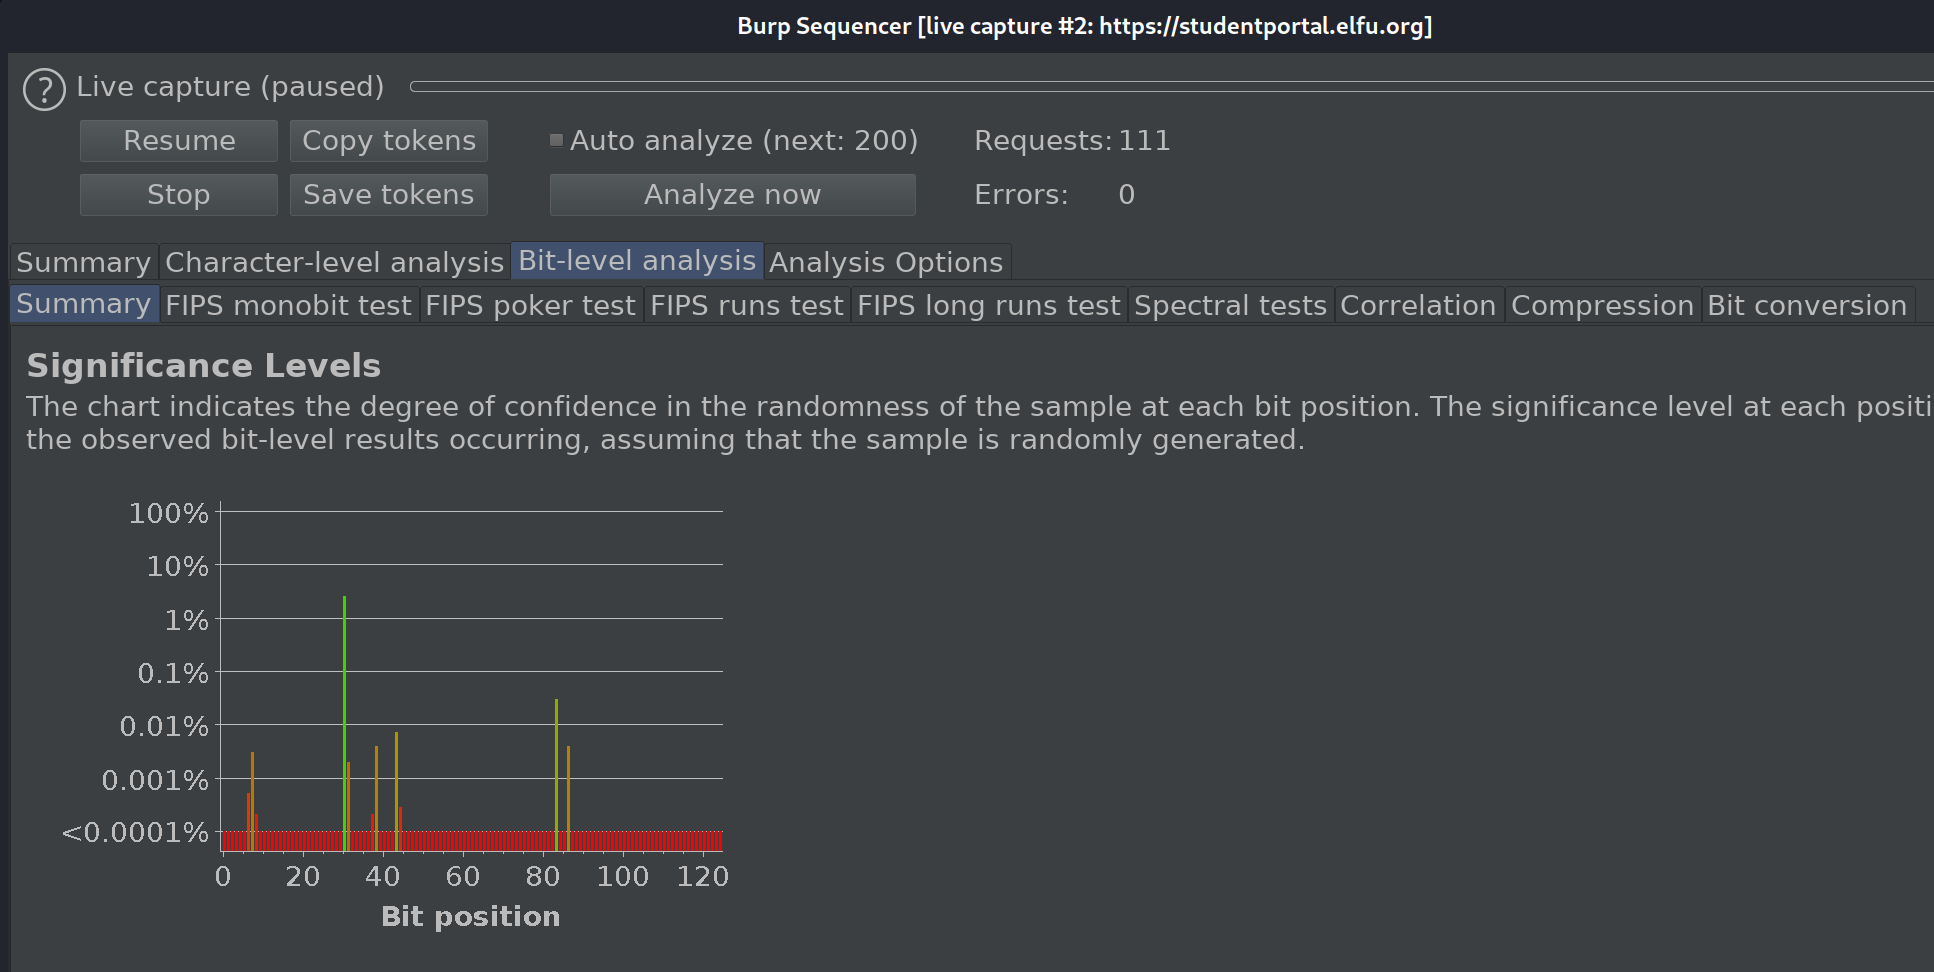 Burp Sequencer [live capture #2: https://studentportal.elfu.org]
? Live capture (paused)
Resume Copy tokens Auto analyze (next: 200) Requests: 111
Stop Save tokens Analyze now Errors: 0
Summary Character-level analysis Bit-level analysis Analysis Options
Summary FIPS monobit test FIPS poker test FIPS runs test FIPS long runs test Spectral tests Correlation Compression Bit conversion
Significance Levels
The chart indicates the degree of confidence in the randomness of the sample at each bit position. The significance level at each positi
the observed bit-level results occurring, assuming that the sample is randomly generated.
100%
10%
1%
0.1%
0.01%
0.001%
<0.0001%
0 20 40 60 80 100 120
Bit position